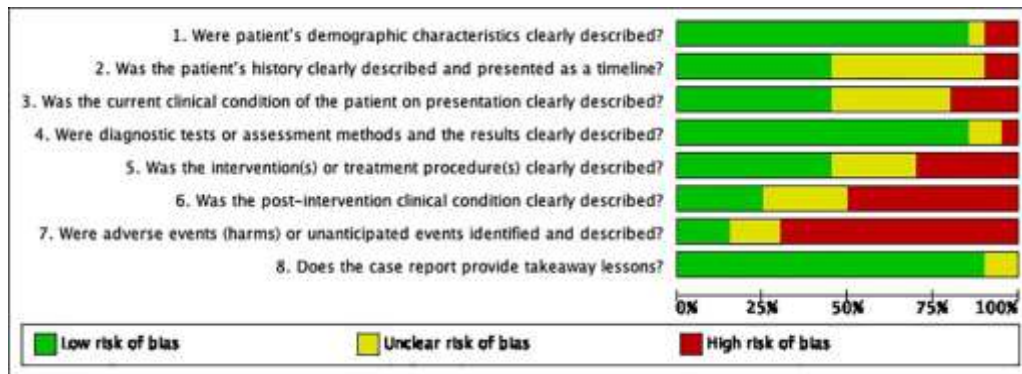 1. Were patient's demographic characteristics clearly described?
2. Was the patient's history clearly described and presented as a timeline?
3. Was the current clinical condition of the patient on presentation clearly described?
4. Were diagnostic tests or assessment methods and the results clearly described?
5. Was the intervention(s) or treatment procedure(s) clearly described?
6. Was the post-intervention clinical condition clearly described?
7. Were adverse events (harms) or unanticipated events identified and described?
8. Does the case report provide takeaway lessons?
0% 25% 50% 75% 100%
Low risk of bias Unclear risk of bias High risk of bias